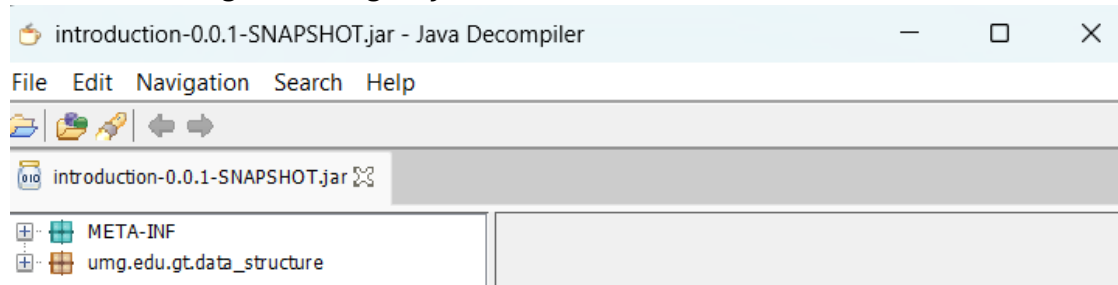 introduction-0.0.1-SNAPSHOT.jar - Java Decompiler
File Edit Navigation Search Help
010 introduction-0.0.1-SNAPSHOT.jar
META-INF
umg.edu.gt.data_structure